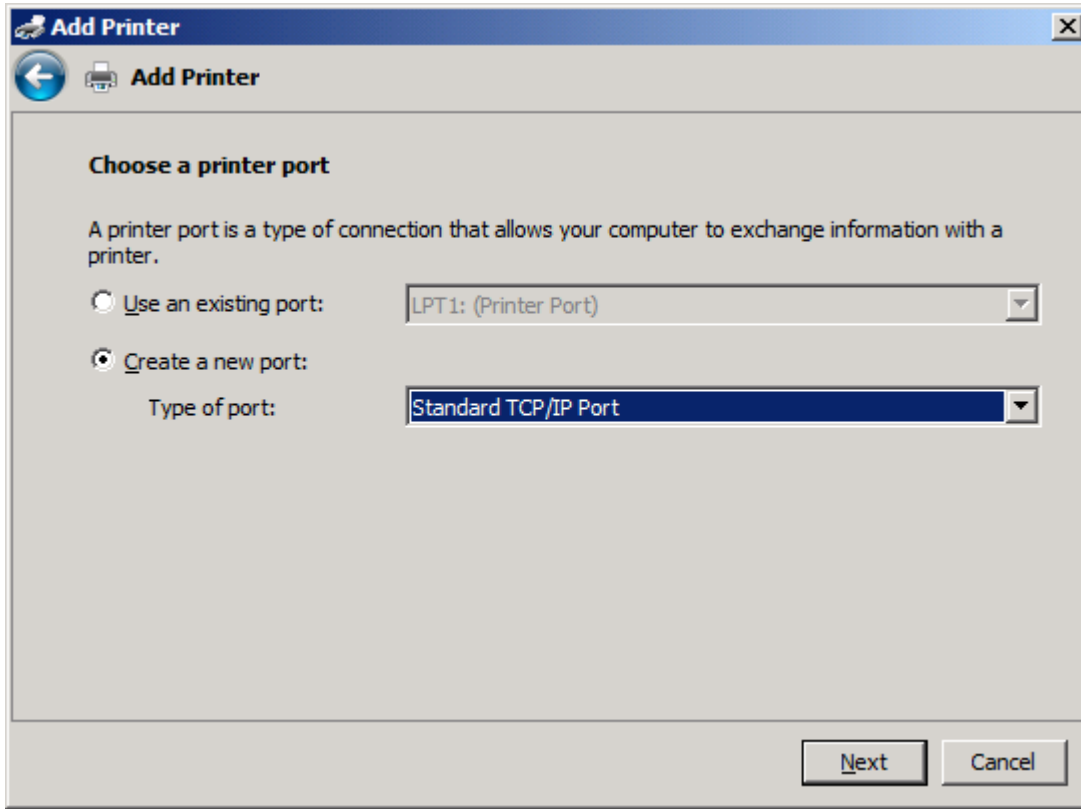 Add Printer
Add Printer
Choose a printer port
A printer port is a type of connection that allows your computer to exchange information with a
printer.
Use an existing port: LPT1: (Printer Port)
Create a new port:
Type of port: Standard TCP/IP Port
Next Cancel